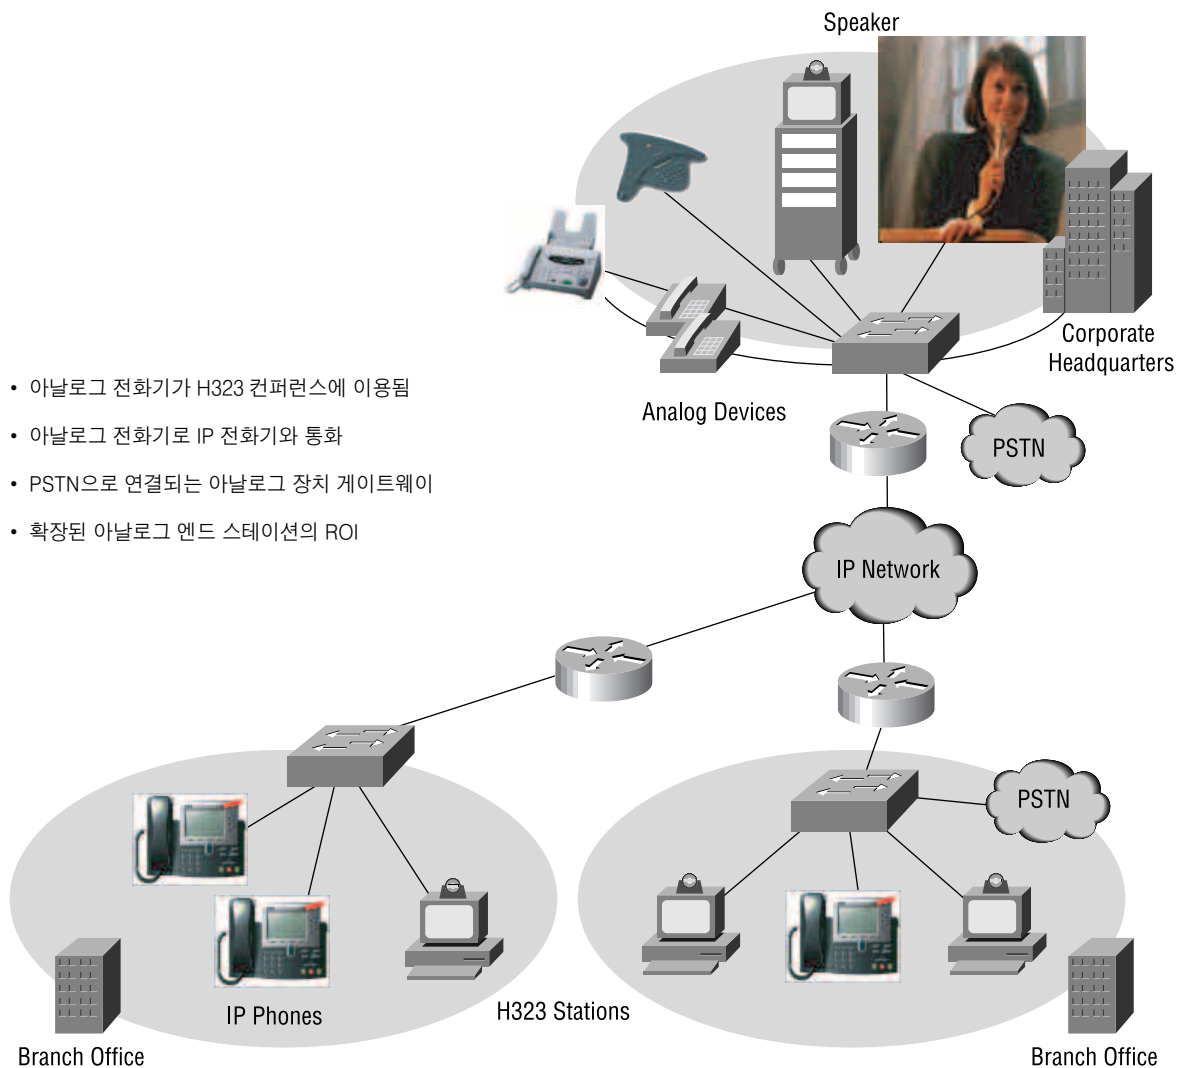 Speaker
Corporate
Headquarters
Analog Devices
PSTN
• 아날로그 전화기가 H323 컨퍼런스에 이용됨
• 아날로그 전화기로 IP 전화기와 통화
• PSTN으로 연결되는 아날로그 장치 게이트웨이
• 확장된 아날로그 엔드 스테이션의 ROI
IP Network
PSTN
IP Phones
H323 Stations
Branch Office
Branch Office